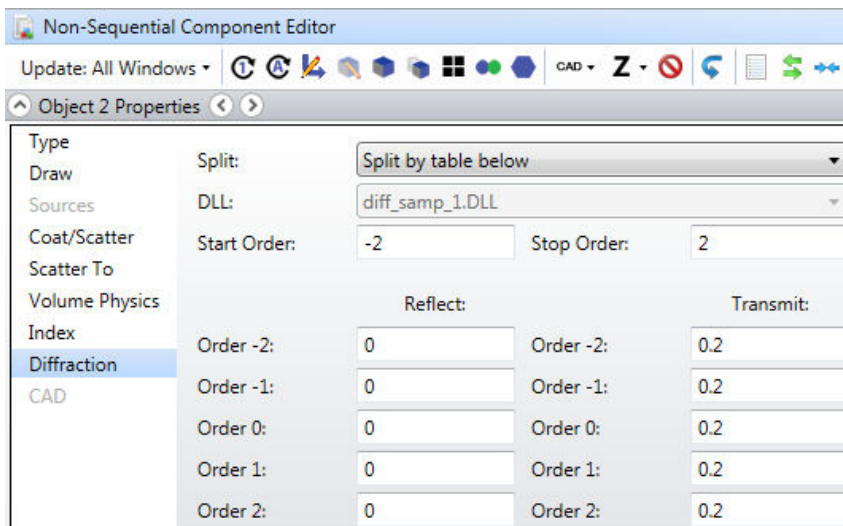 Non-Sequential Component Editor
Update: All Windows 1 A CAD Z
Object 2 Properties
Type
Draw
Sources
Coat/Scatter
Scatter To
Volume Physics
Index
Diffraction
CAD
Split: Split by table below
DLL: diff_samp_1.DLL
Start Order: -2 Stop Order: 2
Reflect: Transmit:
Order -2: 0 Order -2: 0.2
Order -1: 0 Order -1: 0.2
Order 0: 0 Order 0: 0.2
Order 1: 0 Order 1: 0.2
Order 2: 0 Order 2: 0.2